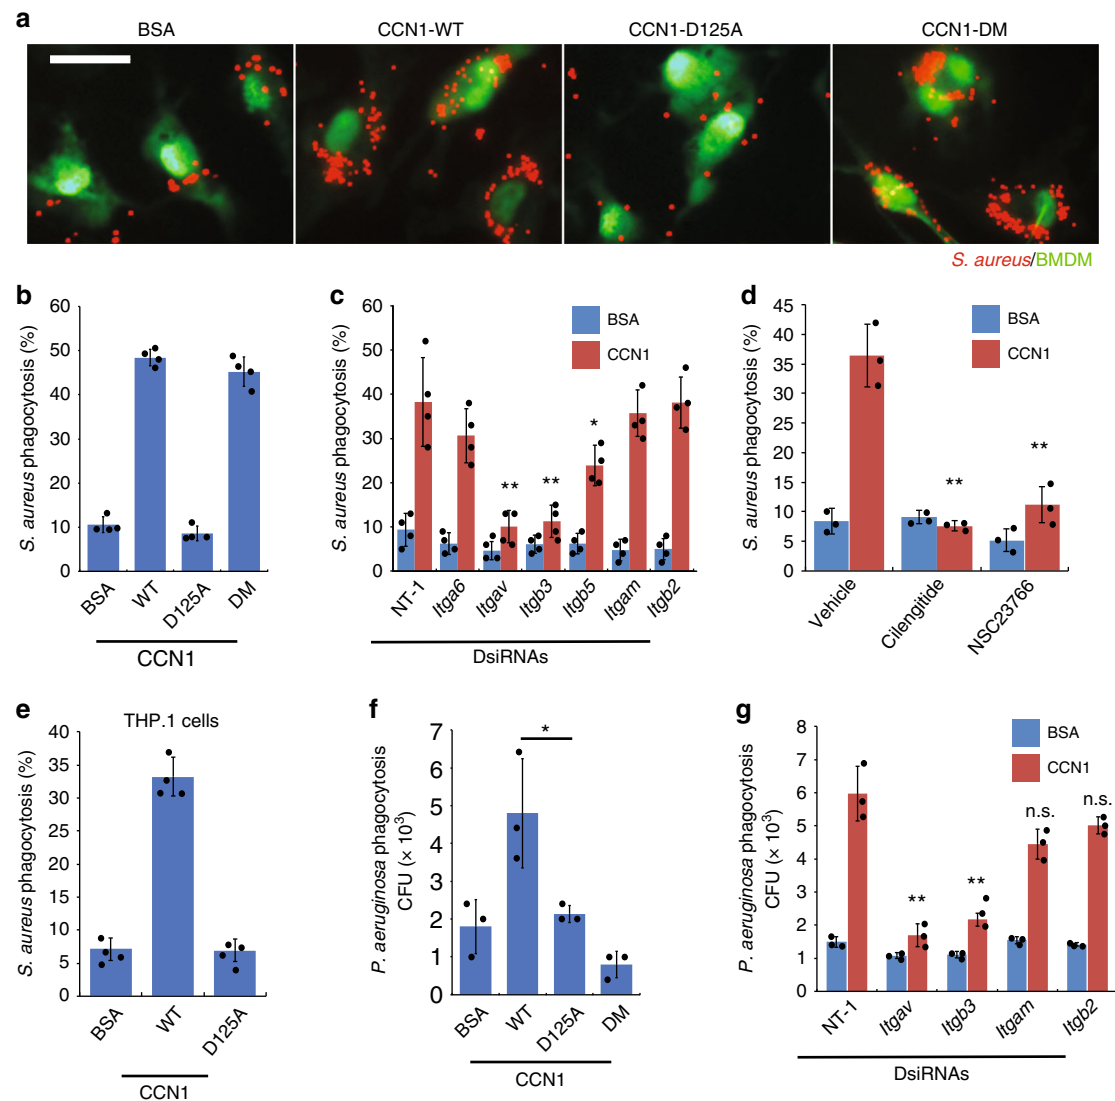 a
BSA
CCN1-WT
CCN1-D125A
CCN1-DM
S. aureus/BMDM
b
S. aureus phagocytosis (%)
60
50
40
30
20
10
0
BSA
WT
D125A
DM
CCN1
c
S. aureus phagocytosis (%)
60
50
40
30
20
10
0
BSA
CCN1
**
**
*
NT-1
Itga6
Itgav
Itgb3
Itgb5
Itgam
Itgb2
DsiRNAs
d
S. aureus phagocytosis (%)
45
40
35
30
25
20
15
10
5
0
BSA
CCN1
**
**
Vehicle
Cilengitide
NSC23766
e
THP.1 cells
S. aureus phagocytosis (%)
40
35
30
25
20
15
10
5
0
BSA
WT
D125A
CCN1
f
P. aeruginosa phagocytosis
CFU (× 10³)
7
6
5
4
3
2
1
0
*
BSA
WT
D125A
DM
CCN1
g
P. aeruginosa phagocytosis
CFU (× 10³)
8
7
6
5
4
3
2
1
0
BSA
CCN1
**
**
n.s.
n.s.
NT-1
Itgav
Itgb3
Itgam
Itgb2
DsiRNAs